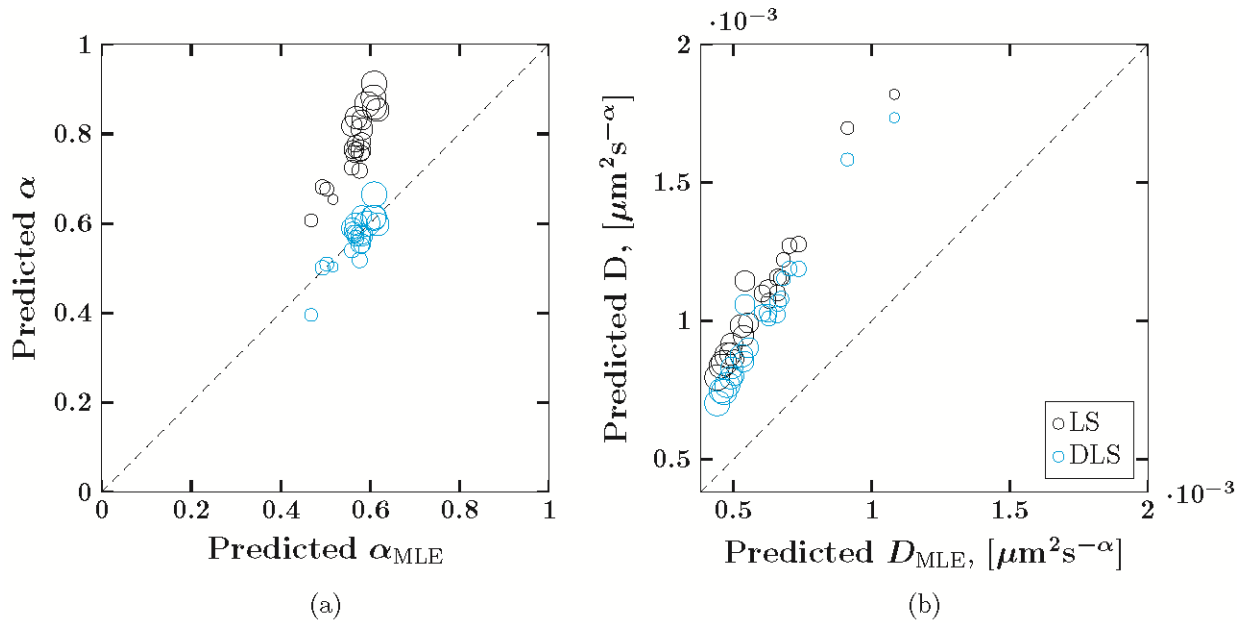 1
0.8
0.6
0.4
0.2
0
0
0.2
0.4
0.6
0.8
1
Predicted α
Predicted α_MLE
(a)
·10⁻³
2
1.5
1
0.5
0.5
1
1.5
2
·10⁻³
Predicted D, [μm²s⁻ᵅ]
LS
DLS
Predicted D_MLE, [μm²s⁻ᵅ]
(b)